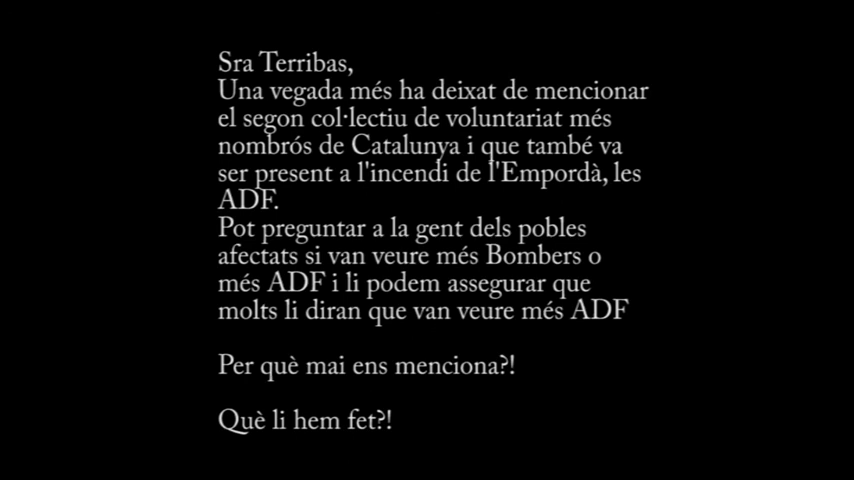 Sra Terribas,
Una vegada més ha deixat de mencionar
el segon col·lectiu de voluntariat més
nombrós de Catalunya i que també va
ser present a l'incendi de l'Empordà, les
ADF.
Pot preguntar a la gent dels pobles
afectats si van veure més Bombers o
més ADF i li podem assegurar que
molts li diran que van veure més ADF
Per què mai ens menciona?!
Què li hem fet?!